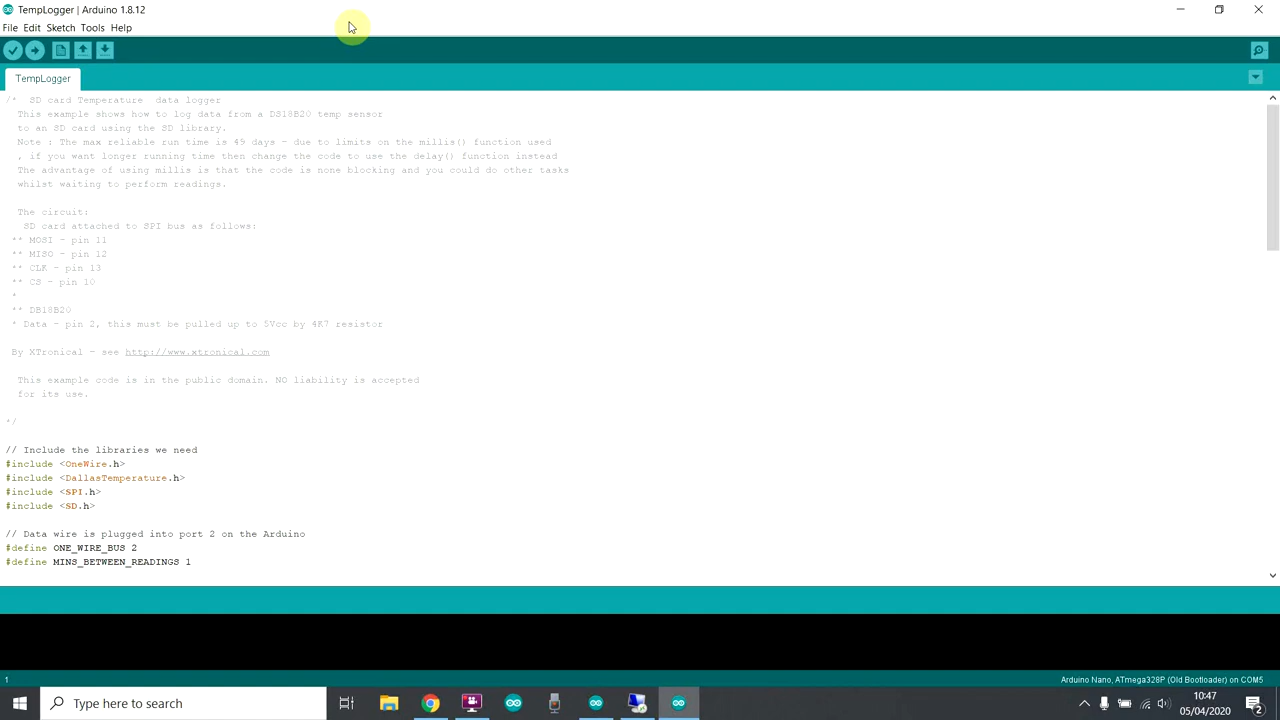 TempLogger | Arduino 1.8.12
File Edit Sketch Tools Help
TempLogger
/* SD card Temperature data logger
This example shows how to log data from a DS18B20 temp sensor
to an SD card using the SD library.
Note : The max reliable run time is 49 days - due to limits on the millis() function used
, if you want longer running time then change the code to use the delay() function instead
The advantage of using millis is that the code is none blocking and you could do other tasks
whilst waiting to perform readings.
The circuit:
SD card attached to SPI bus as follows:
** MOSI - pin 11
** MISO - pin 12
** CLK - pin 13
** CS - pin 10
*
** DB18B20
* Data - pin 2, this must be pulled up to 5Vcc by 4K7 resistor
By XTronical - see http://www.xtronical.com
This example code is in the public domain. NO liability is accepted
for its use.
*/
// Include the libraries we need
#include <OneWire.h>
#include <DallasTemperature.h>
#include <SPI.h>
#include <SD.h>
// Data wire is plugged into port 2 on the Arduino
#define ONE_WIRE_BUS 2
#define MINS_BETWEEN_READINGS 1
1
Arduino Nano, ATmega328P (Old Bootloader) on COM5
Type here to search
10:47
05/04/2020
2